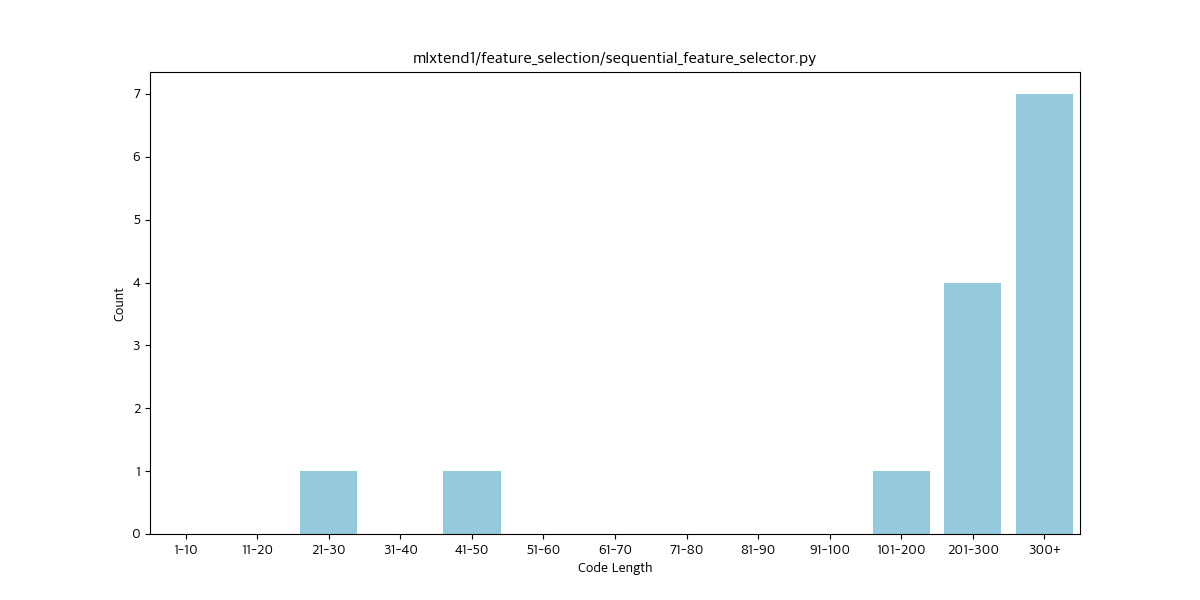 mlxtend1/feature_selection/sequential_feature_selector.py
7
6
5
4
3
2
1
0
Count
1-10 11-20 21-30 31-40 41-50 51-60 61-70 71-80 81-90 91-100 101-200 201-300 300+
Code Length